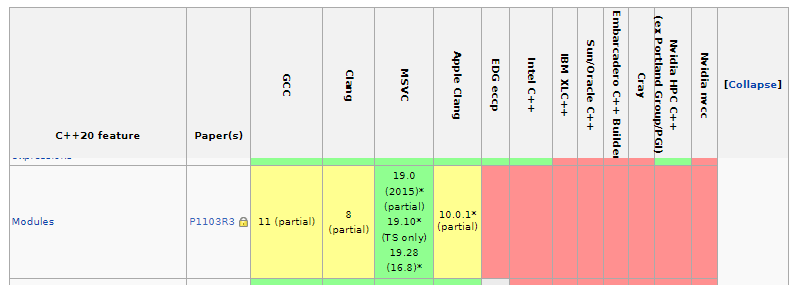 C++20 feature
Paper(s)
GCC
Clang
MSVC
Apple Clang
EDG eccp
Intel C++
IBM XLC++
Sun/Oracle C++
Embarcadero C++ Builder
Cray
Nvidia HPC C++
(ex Portland Group/PGI)
Nvidia nvcc
[Collapse]
Modules
P1103R3
11 (partial)
8
(partial)
19.0
(2015)*
(partial)
19.10*
(TS only)
19.28
(16.8)*
10.0.1*
(partial)